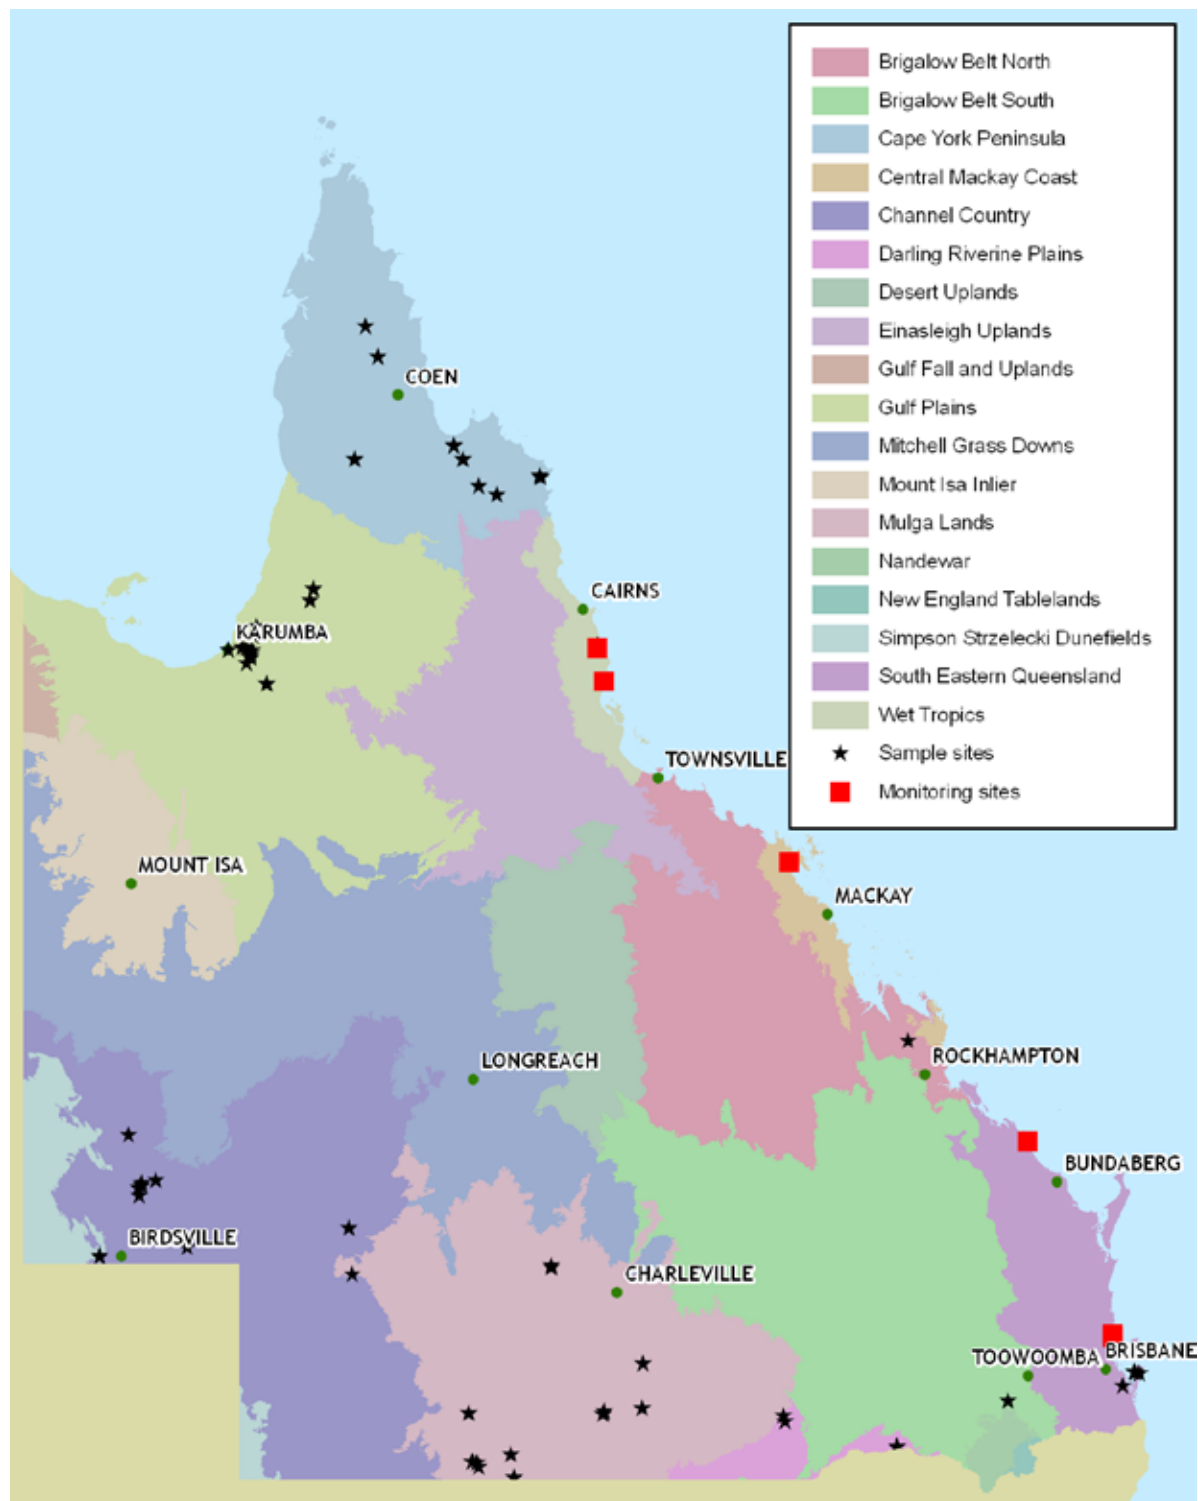 Brigalow Belt North
Brigalow Belt South
Cape York Peninsula
Central Mackay Coast
Channel Country
Darling Riverine Plains
Desert Uplands
Einasleigh Uplands
Gulf Fall and Uplands
Gulf Plains
Mitchell Grass Downs
Mount Isa Inlier
Mulga Lands
Nandewar
New England Tablelands
Simpson Strzelecki Dunefields
South Eastern Queensland
Wet Tropics
Sample sites
Monitoring sites
COEN
CAIRNS
KARUMBA
TOWNSVILLE
MOUNT ISA
MACKAY
LONGREACH
ROCKHAMPTON
BUNDABERG
BIRDSVILLE
CHARLEVILLE
TOOWOOMBA
BRISBANE